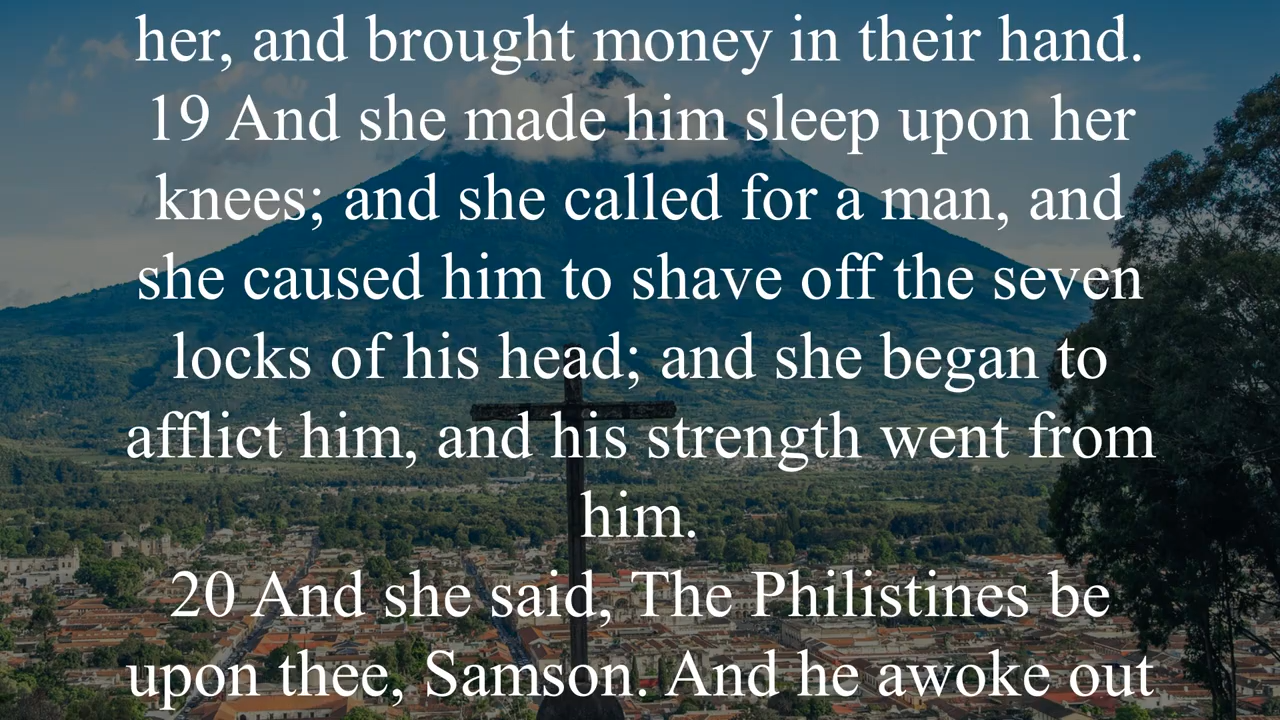 her, and brought money in their hand.
19 And she made him sleep upon her
knees; and she called for a man, and
she caused him to shave off the seven
locks of his head; and she began to
afflict him, and his strength went from
him.
20 And she said, The Philistines be
upon thee, Samson. And he awoke out